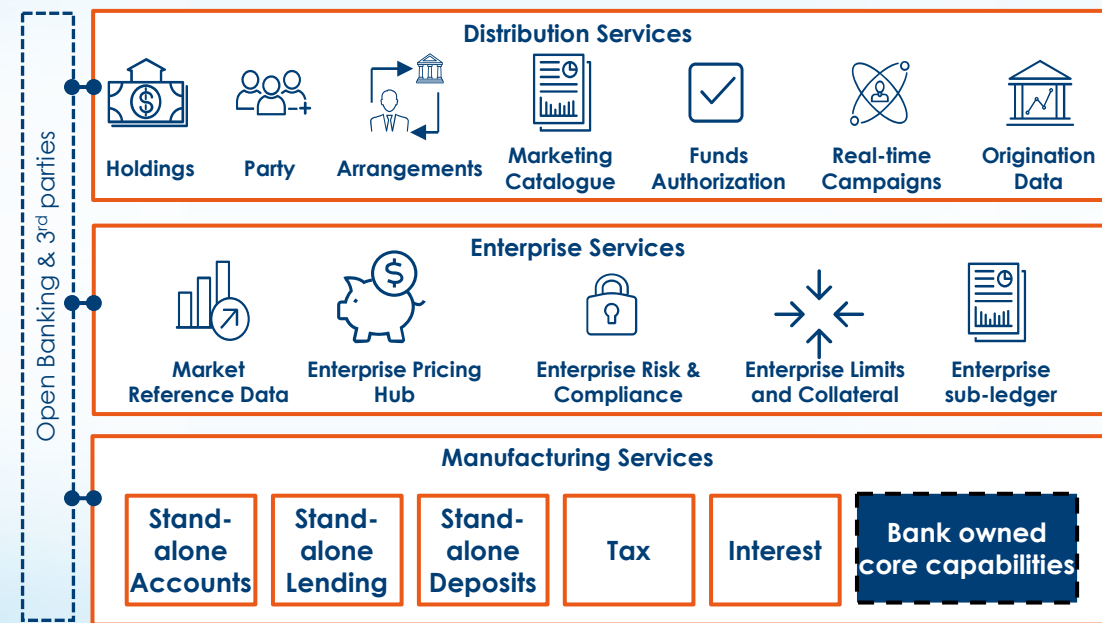 Open Banking & 3rd parties
Distribution Services
Holdings
Party
Arrangements
Marketing
Catalogue
Funds
Authorization
Real-time
Campaigns
Origination
Data
Enterprise Services
Market
Reference Data
Enterprise Pricing
Hub
Enterprise Risk &
Compliance
Enterprise Limits
and Collateral
Enterprise
sub-ledger
Manufacturing Services
Stand-
alone
Accounts
Stand-
alone
Lending
Stand-
alone
Deposits
Tax
Interest
Bank owned
core capabilities